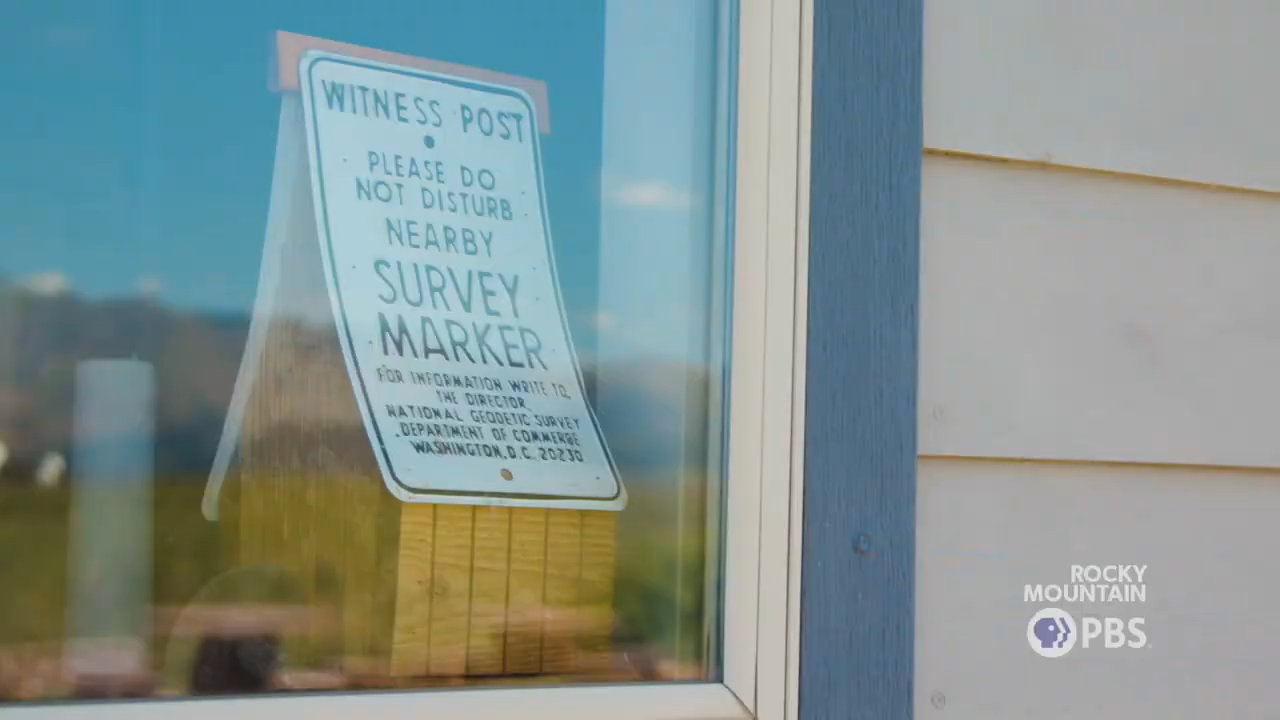 WITNESS POST
PLEASE DO
NOT DISTURB
NEARBY
SURVEY
MARKER
FOR INFORMATION WRITE TO
THE DIRECTOR
NATIONAL GEODETIC SURVEY
DEPARTMENT OF COMMERCE
WASHINGTON, D.C. 20230
ROCKY
MOUNTAIN
PBS